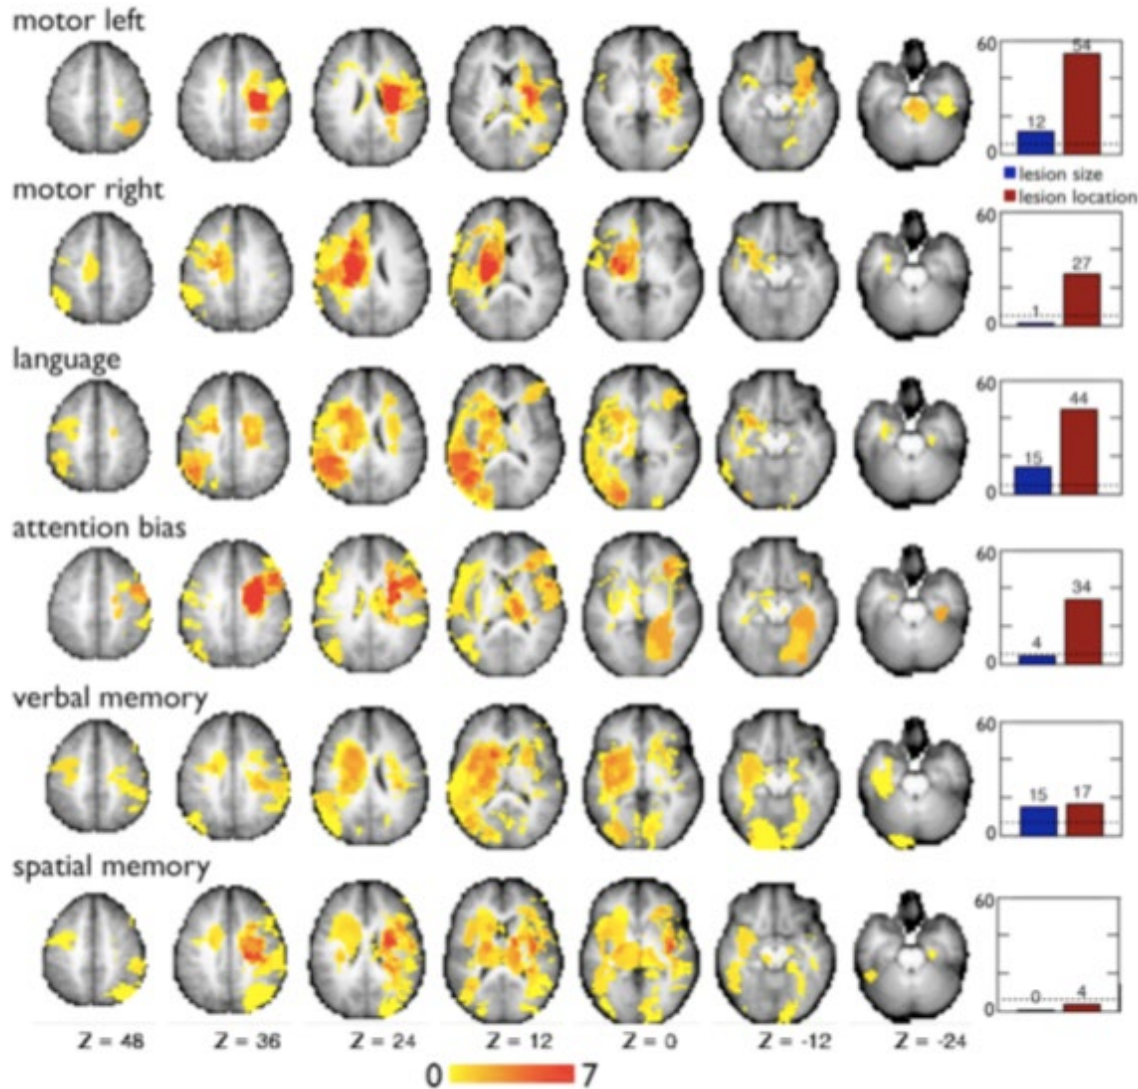 motor left
60
54
12
0
lesion size
lesion location
motor right
60
27
1
0
language
60
44
15
0
attention bias
60
34
4
0
verbal memory
60
15
17
0
spatial memory
60
0
4
0
Z = 48
Z = 36
Z = 24
Z = 12
Z = 0
Z = -12
Z = -24
0
7